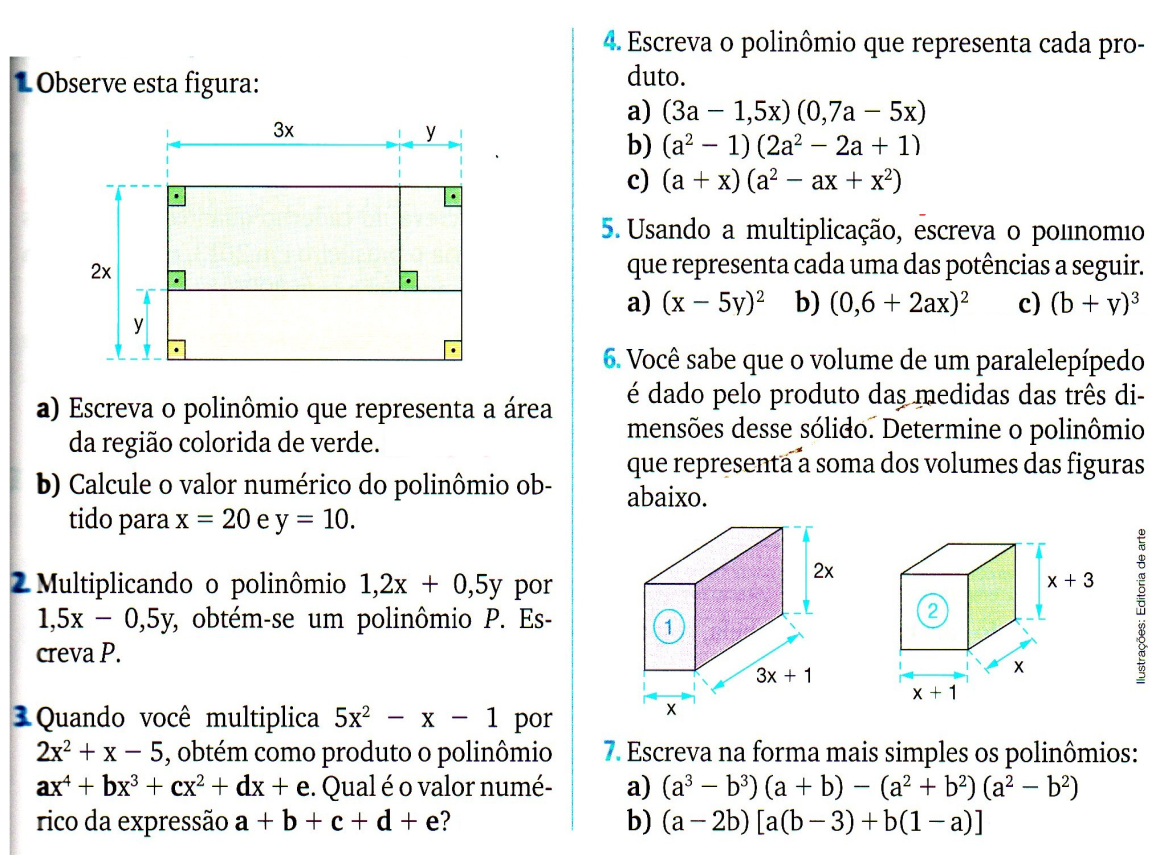 1. Observe esta figura:
3x
y
2x
y
a) Escreva o polinômio que representa a área
da região colorida de verde.
b) Calcule o valor numérico do polinômio ob-
tido para x = 20 e y = 10.
2. Multiplicando o polinômio 1,2x + 0,5y por
1,5x − 0,5y, obtém-se um polinômio P. Es-
creva P.
3. Quando você multiplica 5x² − x − 1 por
2x² + x − 5, obtém como produto o polinômio
ax⁴ + bx³ + cx² + dx + e. Qual é o valor numé-
rico da expressão a + b + c + d + e?
4. Escreva o polinômio que representa cada pro-
duto.
a) (3a − 1,5x) (0,7a − 5x)
b) (a² − 1) (2a² − 2a + 1)
c) (a + x) (a² − ax + x²)
5. Usando a multiplicação, escreva o polinomio
que representa cada uma das potências a seguir.
a) (x − 5y)² b) (0,6 + 2ax)² c) (b + y)³
6. Você sabe que o volume de um paralelepípedo
é dado pelo produto das medidas das três di-
mensões desse sólido. Determine o polinômio
que representa a soma dos volumes das figuras
abaixo.
1
2x
3x + 1
x
2
x + 3
x
x + 1
Ilustrações: Editoria de arte
7. Escreva na forma mais simples os polinômios:
a) (a³ − b³) (a + b) − (a² + b²) (a² − b²)
b) (a − 2b) [a(b − 3) + b(1 − a)]